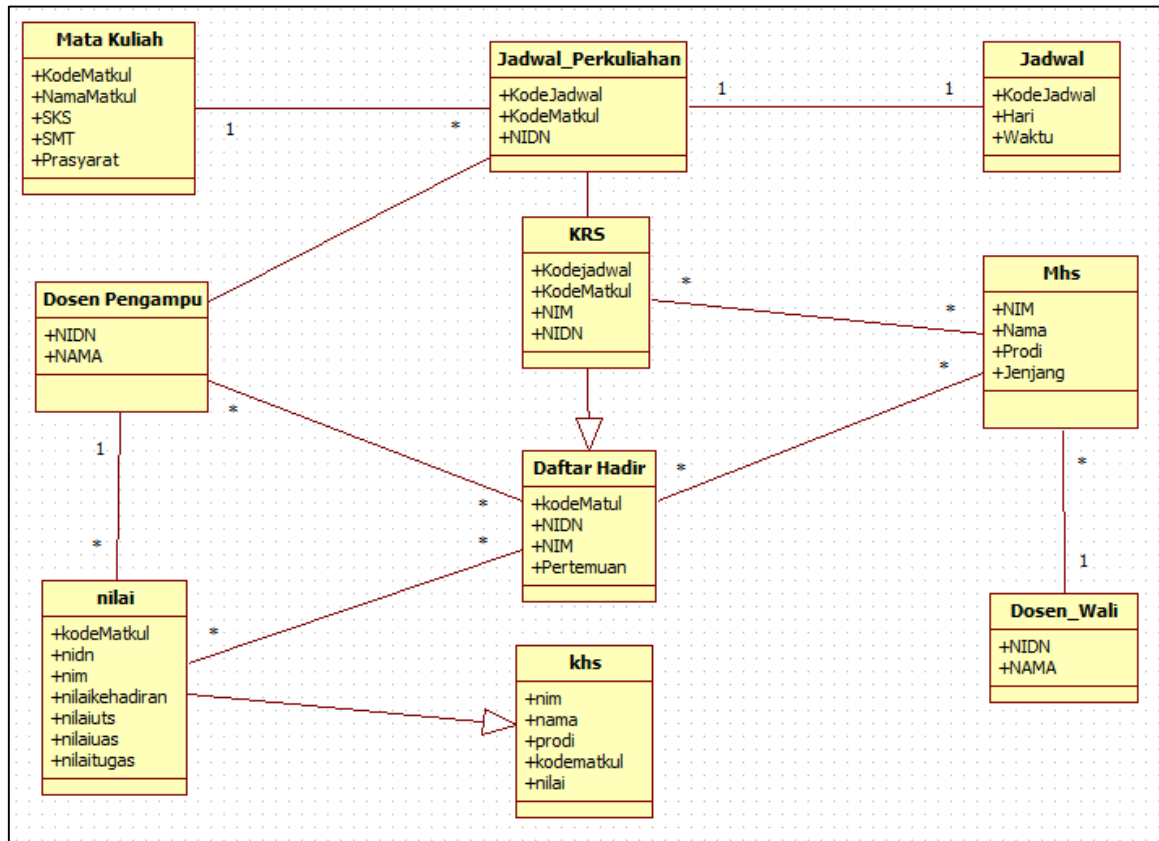 Mata Kuliah
+KodeMatkul
+NamaMatkul
+SKS
+SMT
+Prasyarat
1
*
Jadwal_Perkuliahan
+KodeJadwal
+KodeMatkul
+NIDN
1
1
Jadwal
+KodeJadwal
+Hari
+Waktu
KRS
+Kodejadwal
+KodeMatkul
+NIM
+NIDN
*
*
Mhs
+NIM
+Nama
+Prodi
+Jenjang
Dosen Pengampu
+NIDN
+NAMA
*
*
*
*
1
*
Daftar Hadir
+kodeMatul
+NIDN
+NIM
+Pertemuan
*
*
*
1
Dosen_Wali
+NIDN
+NAMA
nilai
+kodeMatkul
+nidn
+nim
+nilaikehadiran
+nilaiuts
+nilaiuas
+nilaitugas
khs
+nim
+nama
+prodi
+kodematkul
+nilai